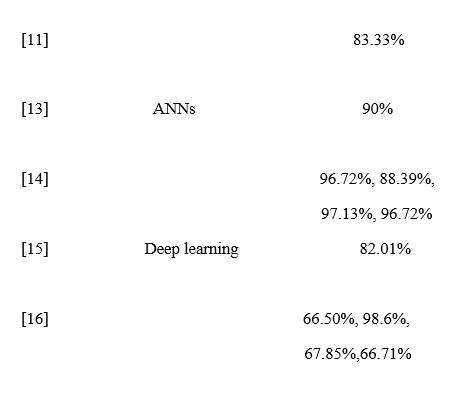 [11] 83.33%
[13] ANNs 90%
[14] 96.72%, 88.39%,
97.13%, 96.72%
[15] Deep learning 82.01%
[16] 66.50%, 98.6%,
67.85%,66.71%